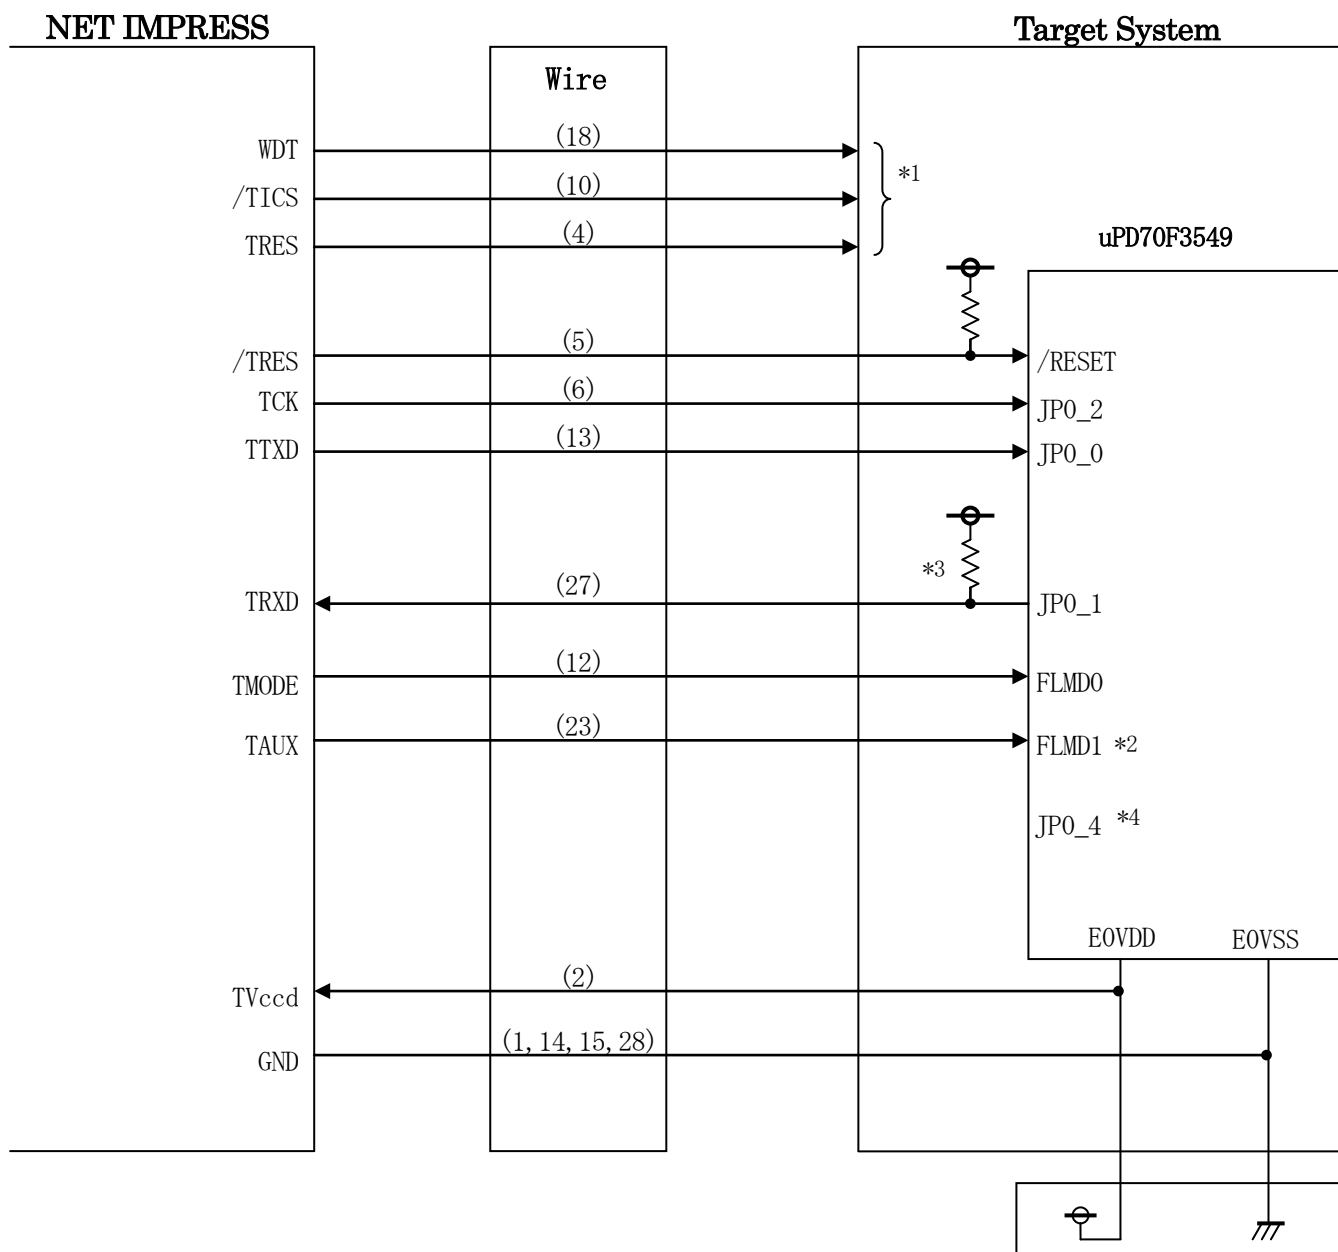 NET IMPRESS
Target System
Wire
WDT (18)
*1
/TICS (10)
TRES (4)
uPD70F3549
/TRES (5) /RESET
TCK (6) JP0_2
TTXD (13) JP0_0
*3
TRXD (27) JP0_1
TMODE (12) FLMD0
TAUX (23) FLMD1 *2
JP0_4 *4
E0VDD E0VSS
TVccd (2)
GND (1,14,15,28)